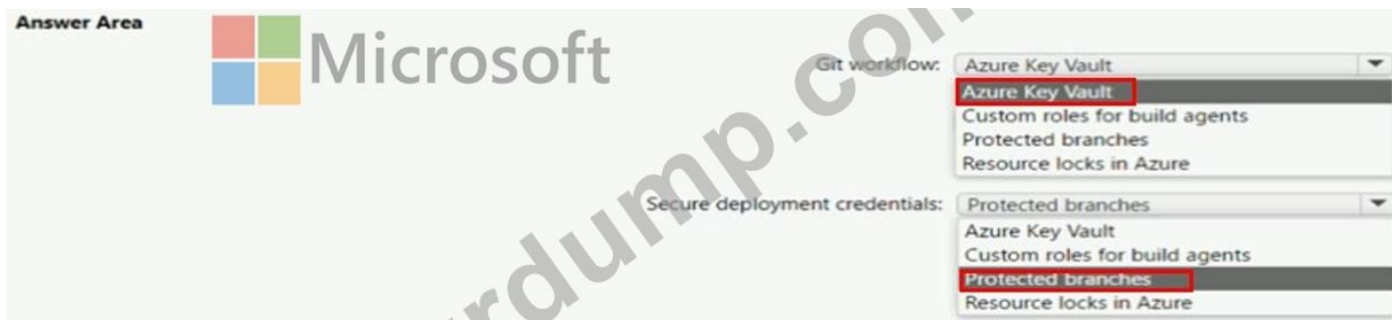 Answer Area
Microsoft
Git workflow: Azure Key Vault
Azure Key Vault
Custom roles for build agents
Protected branches
Resource locks in Azure
Secure deployment credentials: Protected branches
Azure Key Vault
Custom roles for build agents
Protected branches
Resource locks in Azure
rdump.com